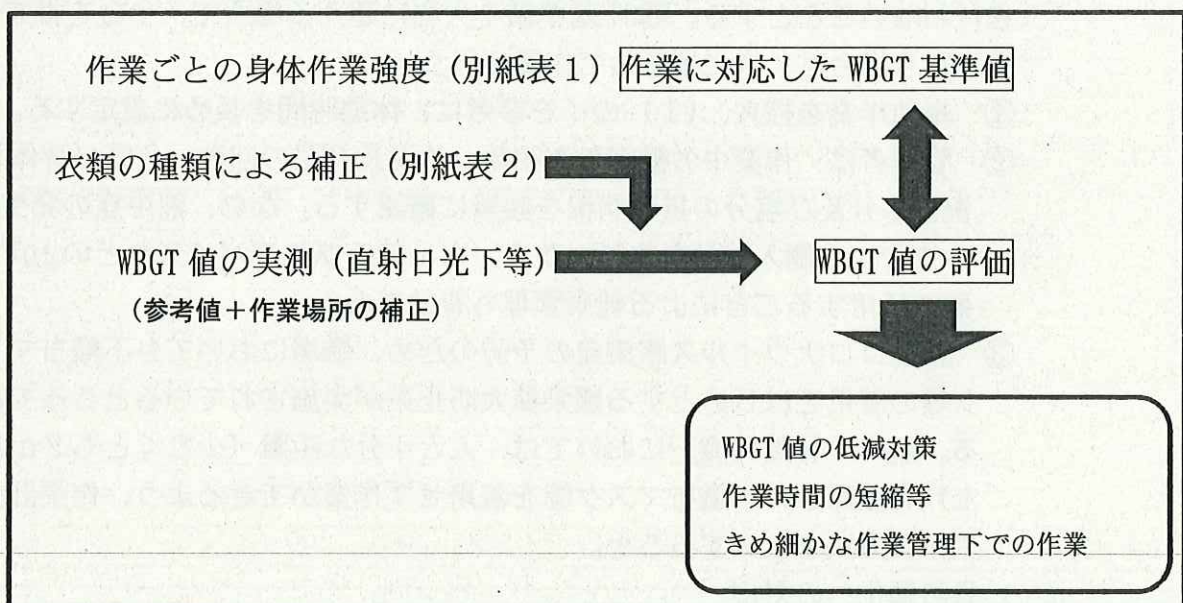 作業ごとの身体作業強度（別紙表１）作業に対応した WBGT 基準値
衣類の種類による補正（別紙表２）
WBGT 値の実測（直射日光下等）
WBGT 値の評価
（参考値＋作業場所の補正）
WBGT 値の低減対策
作業時間の短縮等
きめ細かな作業管理下での作業